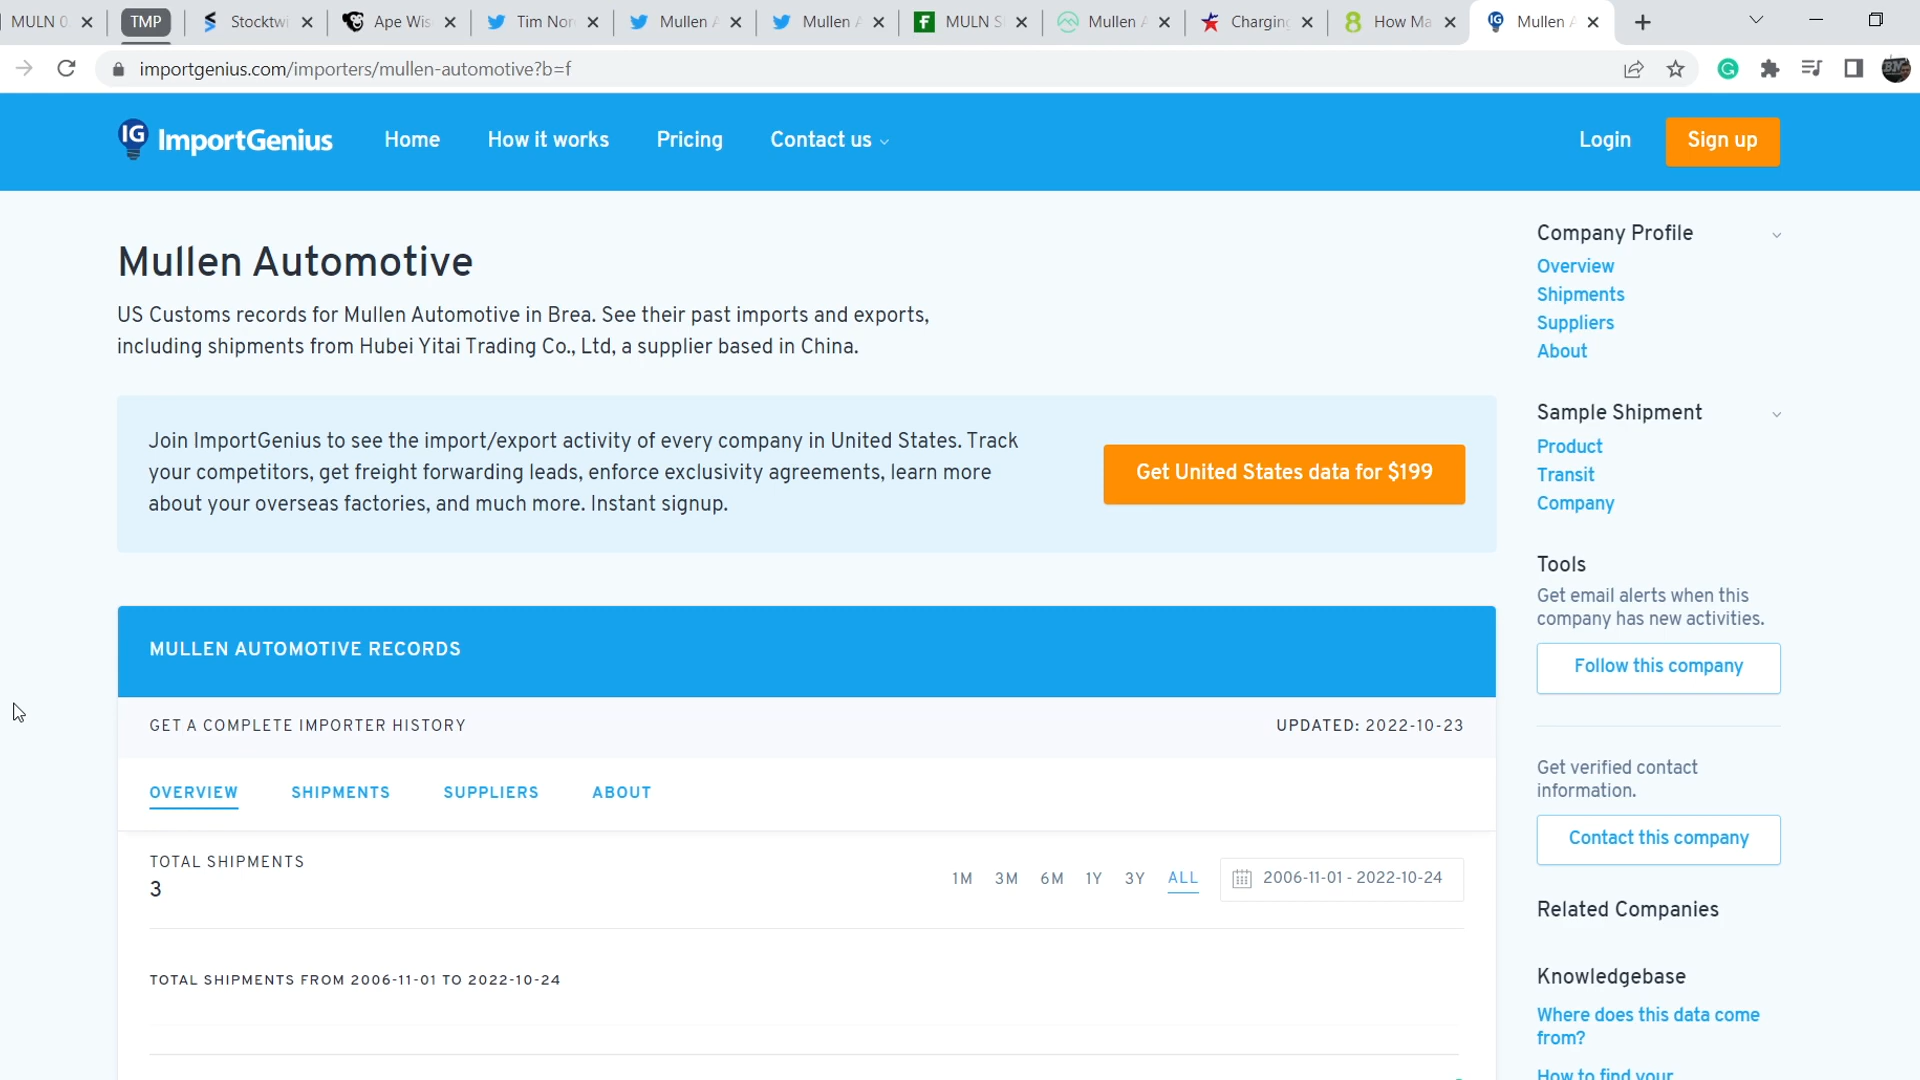 MULN 0
TMP
Stocktwi
Ape Wis
Tim Nor
Mullen A
Mullen A
MULN S
Mullen A
Charging
How Ma
Mullen A
importgenius.com/importers/mullen-automotive?b=f
IG ImportGenius
Home
How it works
Pricing
Contact us
Login
Sign up
Mullen Automotive
US Customs records for Mullen Automotive in Brea. See their past imports and exports,
including shipments from Hubei Yitai Trading Co., Ltd, a supplier based in China.
Join ImportGenius to see the import/export activity of every company in United States. Track
your competitors, get freight forwarding leads, enforce exclusivity agreements, learn more
about your overseas factories, and much more. Instant signup.
Get United States data for $199
MULLEN AUTOMOTIVE RECORDS
GET A COMPLETE IMPORTER HISTORY
UPDATED: 2022-10-23
OVERVIEW
SHIPMENTS
SUPPLIERS
ABOUT
TOTAL SHIPMENTS
3
1M 3M 6M 1Y 3Y ALL
2006-11-01 - 2022-10-24
TOTAL SHIPMENTS FROM 2006-11-01 TO 2022-10-24
Company Profile
Overview
Shipments
Suppliers
About
Sample Shipment
Product
Transit
Company
Tools
Get email alerts when this
company has new activities.
Follow this company
Get verified contact
information.
Contact this company
Related Companies
Knowledgebase
Where does this data come
from?
How to find your